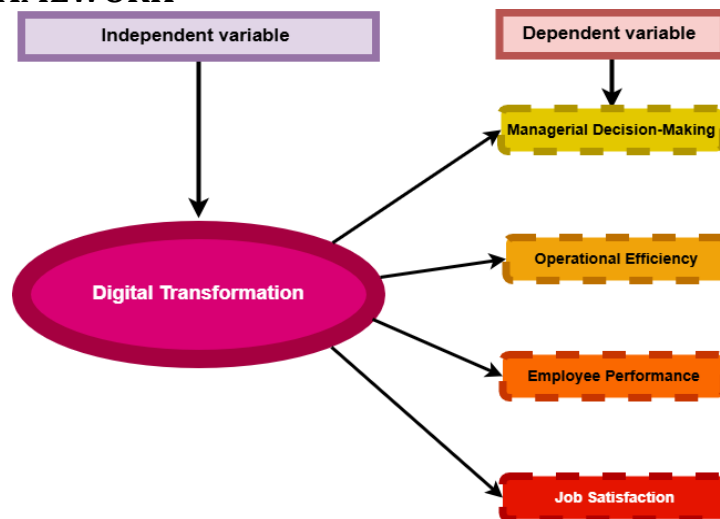 Independent variable
Dependent variable
Managerial Decision-Making
Digital Transformation
Operational Efficiency
Employee Performance
Job Satisfaction